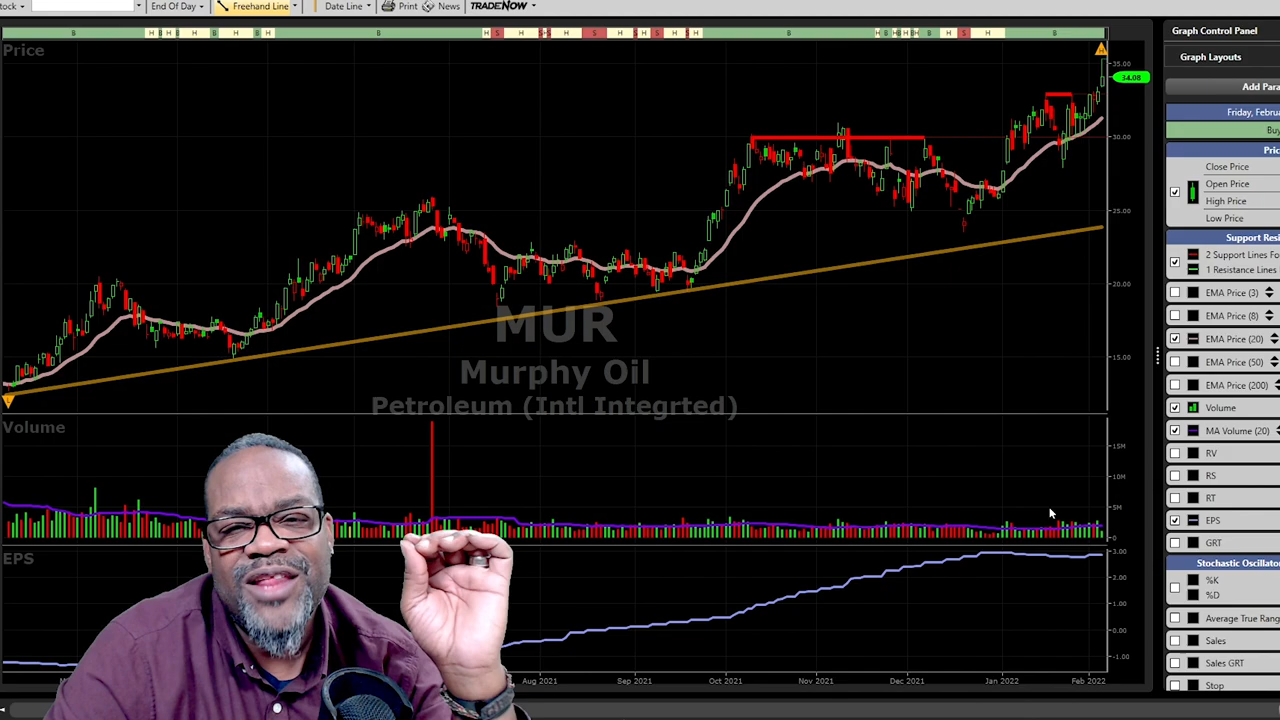 tock End Of Day Freehand Line Date Line Print News TRADENOW
B H B H B H B H B H S H S H S H S H S H S H B H B H B H B H S H B
Price
H
35.00
34.08
30.00
25.00
20.00
15.00
L
MUR
Murphy Oil
Petroleum (Intl Integrted)
Volume
15M
10M
5M
0
EPS
3.00
2.00
1.00
0.00
-1.00
Aug 2021 Sep 2021 Oct 2021 Nov 2021 Dec 2021 Jan 2022 Feb 2022
Graph Control Panel
Graph Layouts
Add Para
Friday, Febru
Buy
Pric
Close Price
Open Price
High Price
Low Price
Support Resi
2 Support Lines Fo
1 Resistance Lines
EMA Price (3)
EMA Price (8)
EMA Price (20)
EMA Price (50)
EMA Price (200)
Volume
MA Volume (20)
RV
RS
RT
EPS
GRT
Stochastic Oscillator
%K
%D
Average True Rang
Sales
Sales GRT
Stop